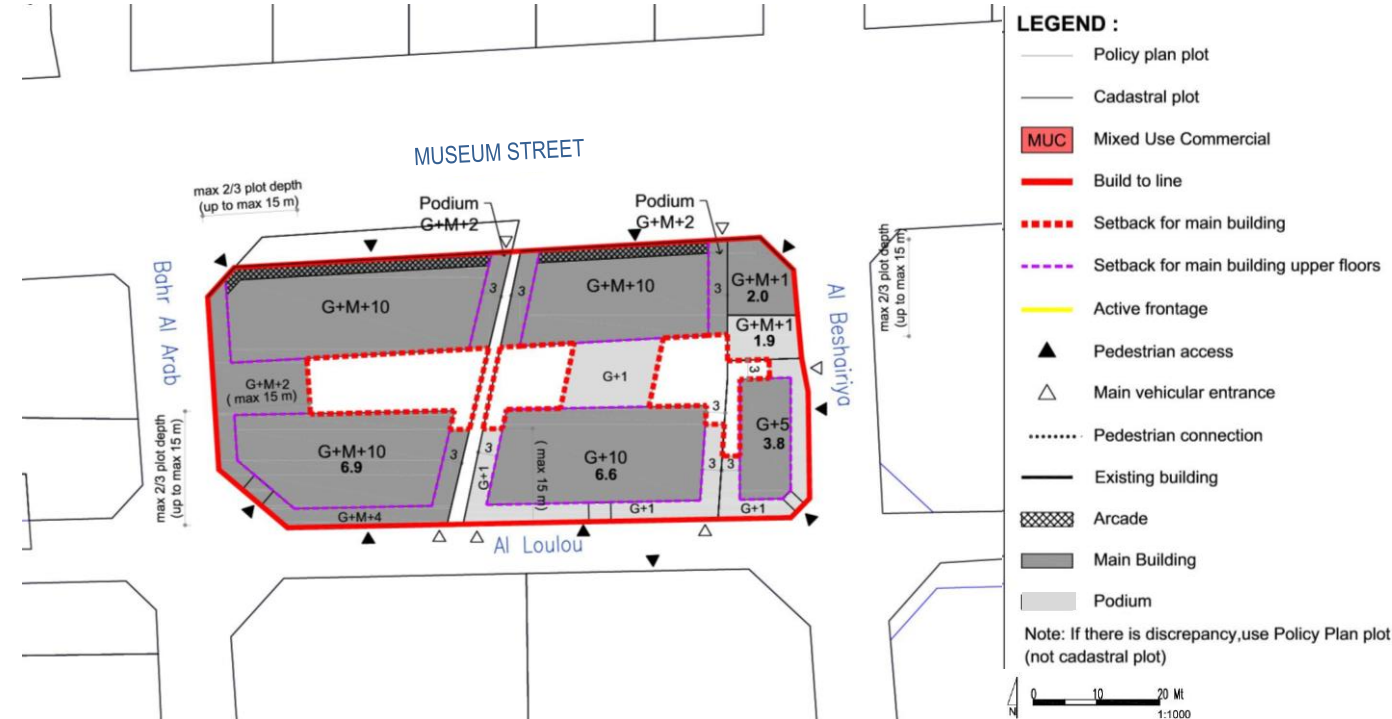 MUSEUM STREET
max 2/3 plot depth
(up to max 15 m)
Podium
G+M+2
Podium
G+M+2
Bahr Al Arab
Al Beshairiya
max 2/3 plot depth
(up to max 15 m)
G+M+10
3
3
G+M+10
3
G+M+1
2.0
G+M+1
1.9
G+M+2
( max 15 m)
G+1
3
3
max 2/3 plot depth
(up to max 15 m)
G+M+10
6.9
3
3
G+1
G+10
6.6
( max 15 m)
3
3
G+5
3.8
G+M+4
G+1
G+1
Al Loulou
LEGEND :
Policy plan plot
Cadastral plot
MUC Mixed Use Commercial
Build to line
Setback for main building
Setback for main building upper floors
Active frontage
Pedestrian access
Main vehicular entrance
Pedestrian connection
Existing building
Arcade
Main Building
Podium
Note: If there is discrepancy,use Policy Plan plot
(not cadastral plot)
N
0 10 20 Mt
1:1000